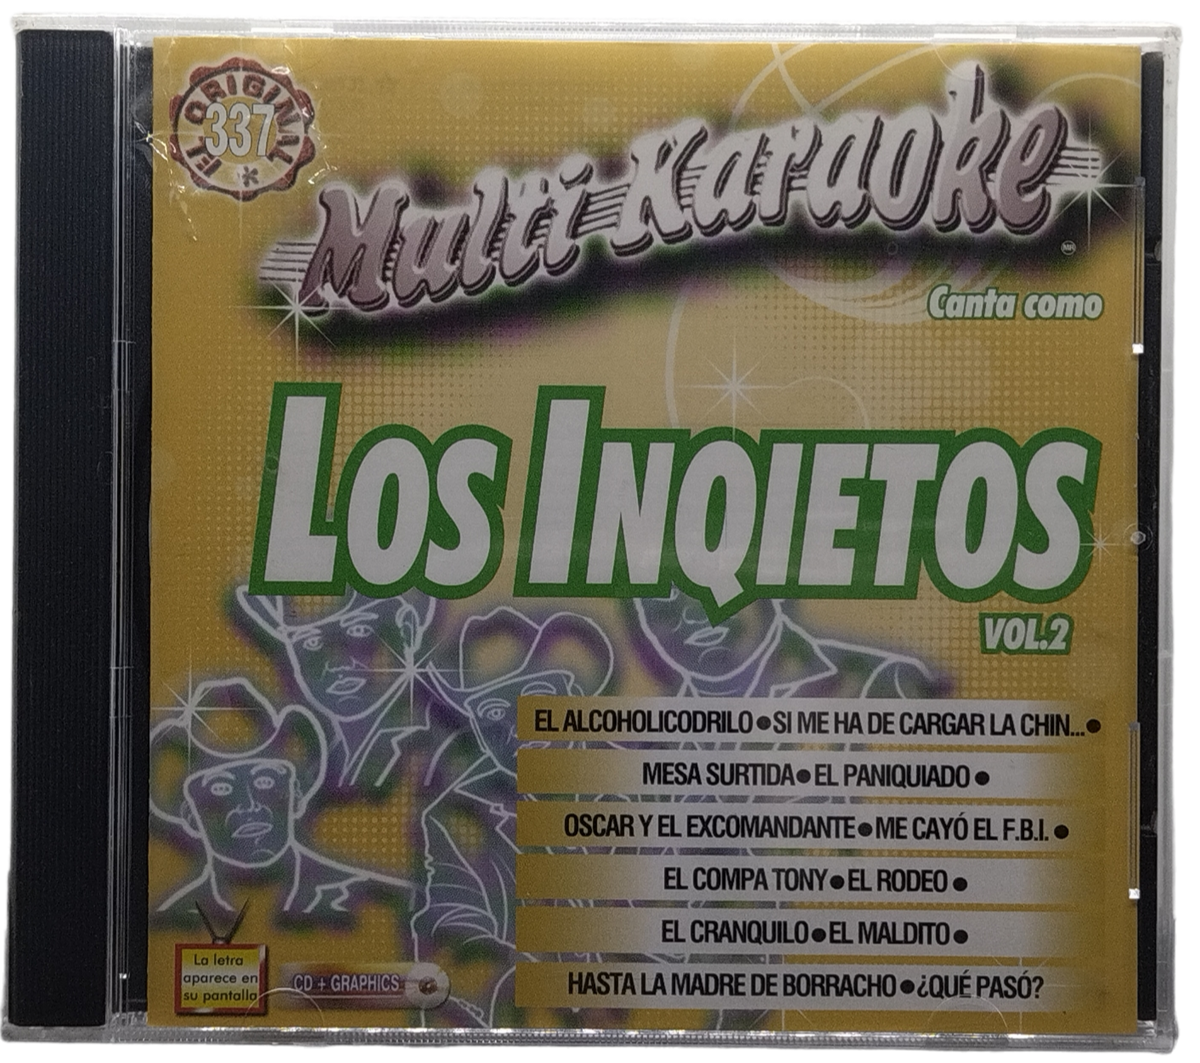 EL ORIGINAL
337
Multi-Karaoke
MR
Canta como
LOS INQIETOS
VOL.2
EL ALCOHOLICODRILO●SI ME HA DE CARGAR LA CHIN...●
MESA SURTIDA●EL PANIQUIADO●
OSCAR Y EL EXCOMANDANTE●ME CAYÓ EL F.B.I.●
EL COMPA TONY●EL RODEO●
EL CRANQUILO●EL MALDITO●
HASTA LA MADRE DE BORRACHO●¿QUÉ PASÓ?
La letra
aparece en
su pantalla
CD + GRAPHICS